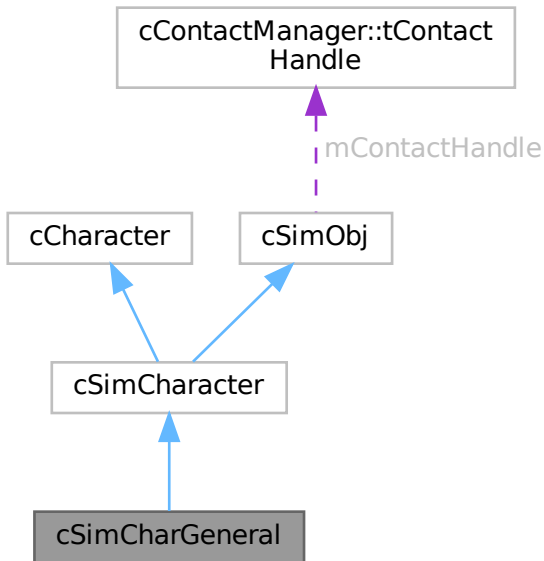 cContactManager::tContact
Handle
mContactHandle
cCharacter
cSimObj
cSimCharacter
cSimCharGeneral